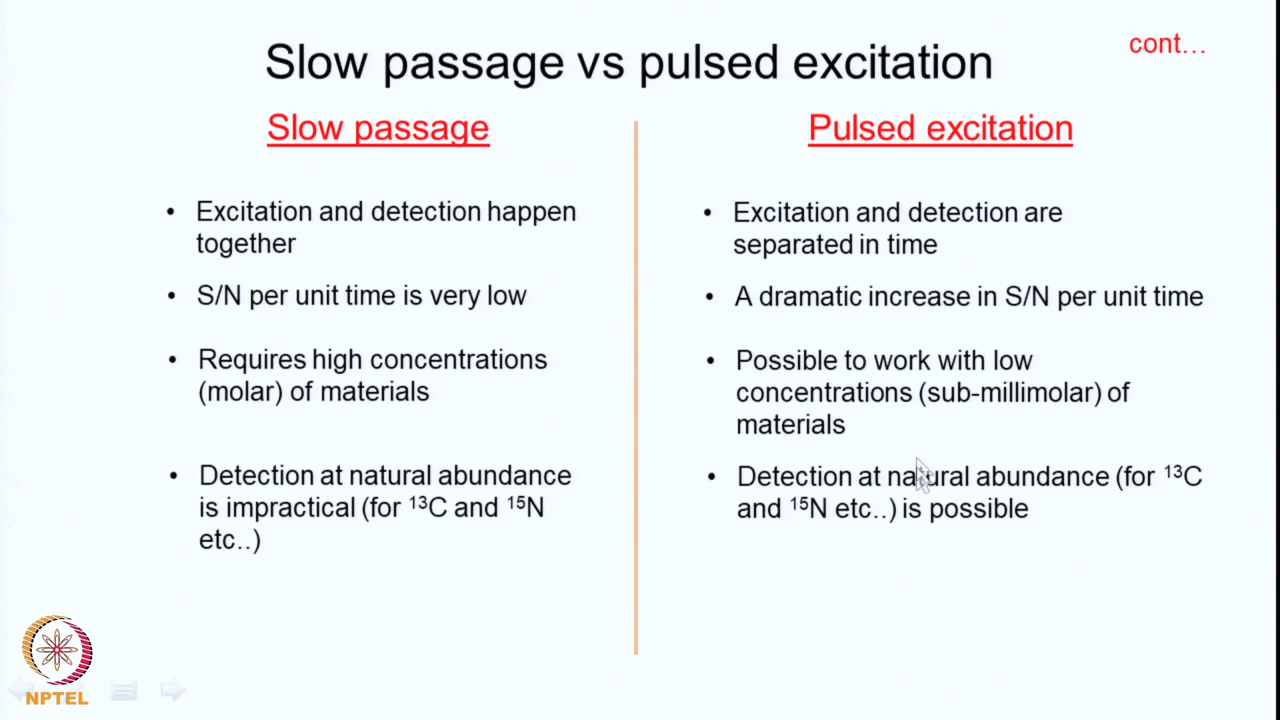 Slow passage vs pulsed excitation
cont...
Slow passage
• Excitation and detection happen
together
• S/N per unit time is very low
• Requires high concentrations
(molar) of materials
• Detection at natural abundance
is impractical (for ¹³C and ¹⁵N
etc..)
Pulsed excitation
• Excitation and detection are
separated in time
• A dramatic increase in S/N per unit time
• Possible to work with low
concentrations (sub-millimolar) of
materials
• Detection at natural abundance (for ¹³C
and ¹⁵N etc..) is possible
NPTEL